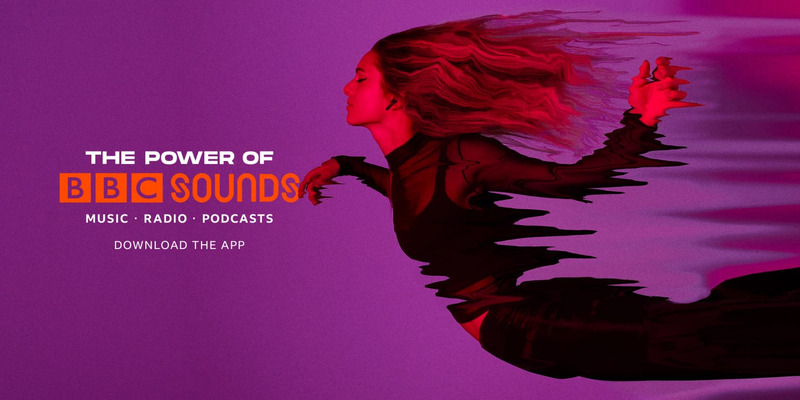 THE POWER OF
BBC SOUNDS
MUSIC · RADIO · PODCASTS
DOWNLOAD THE APP